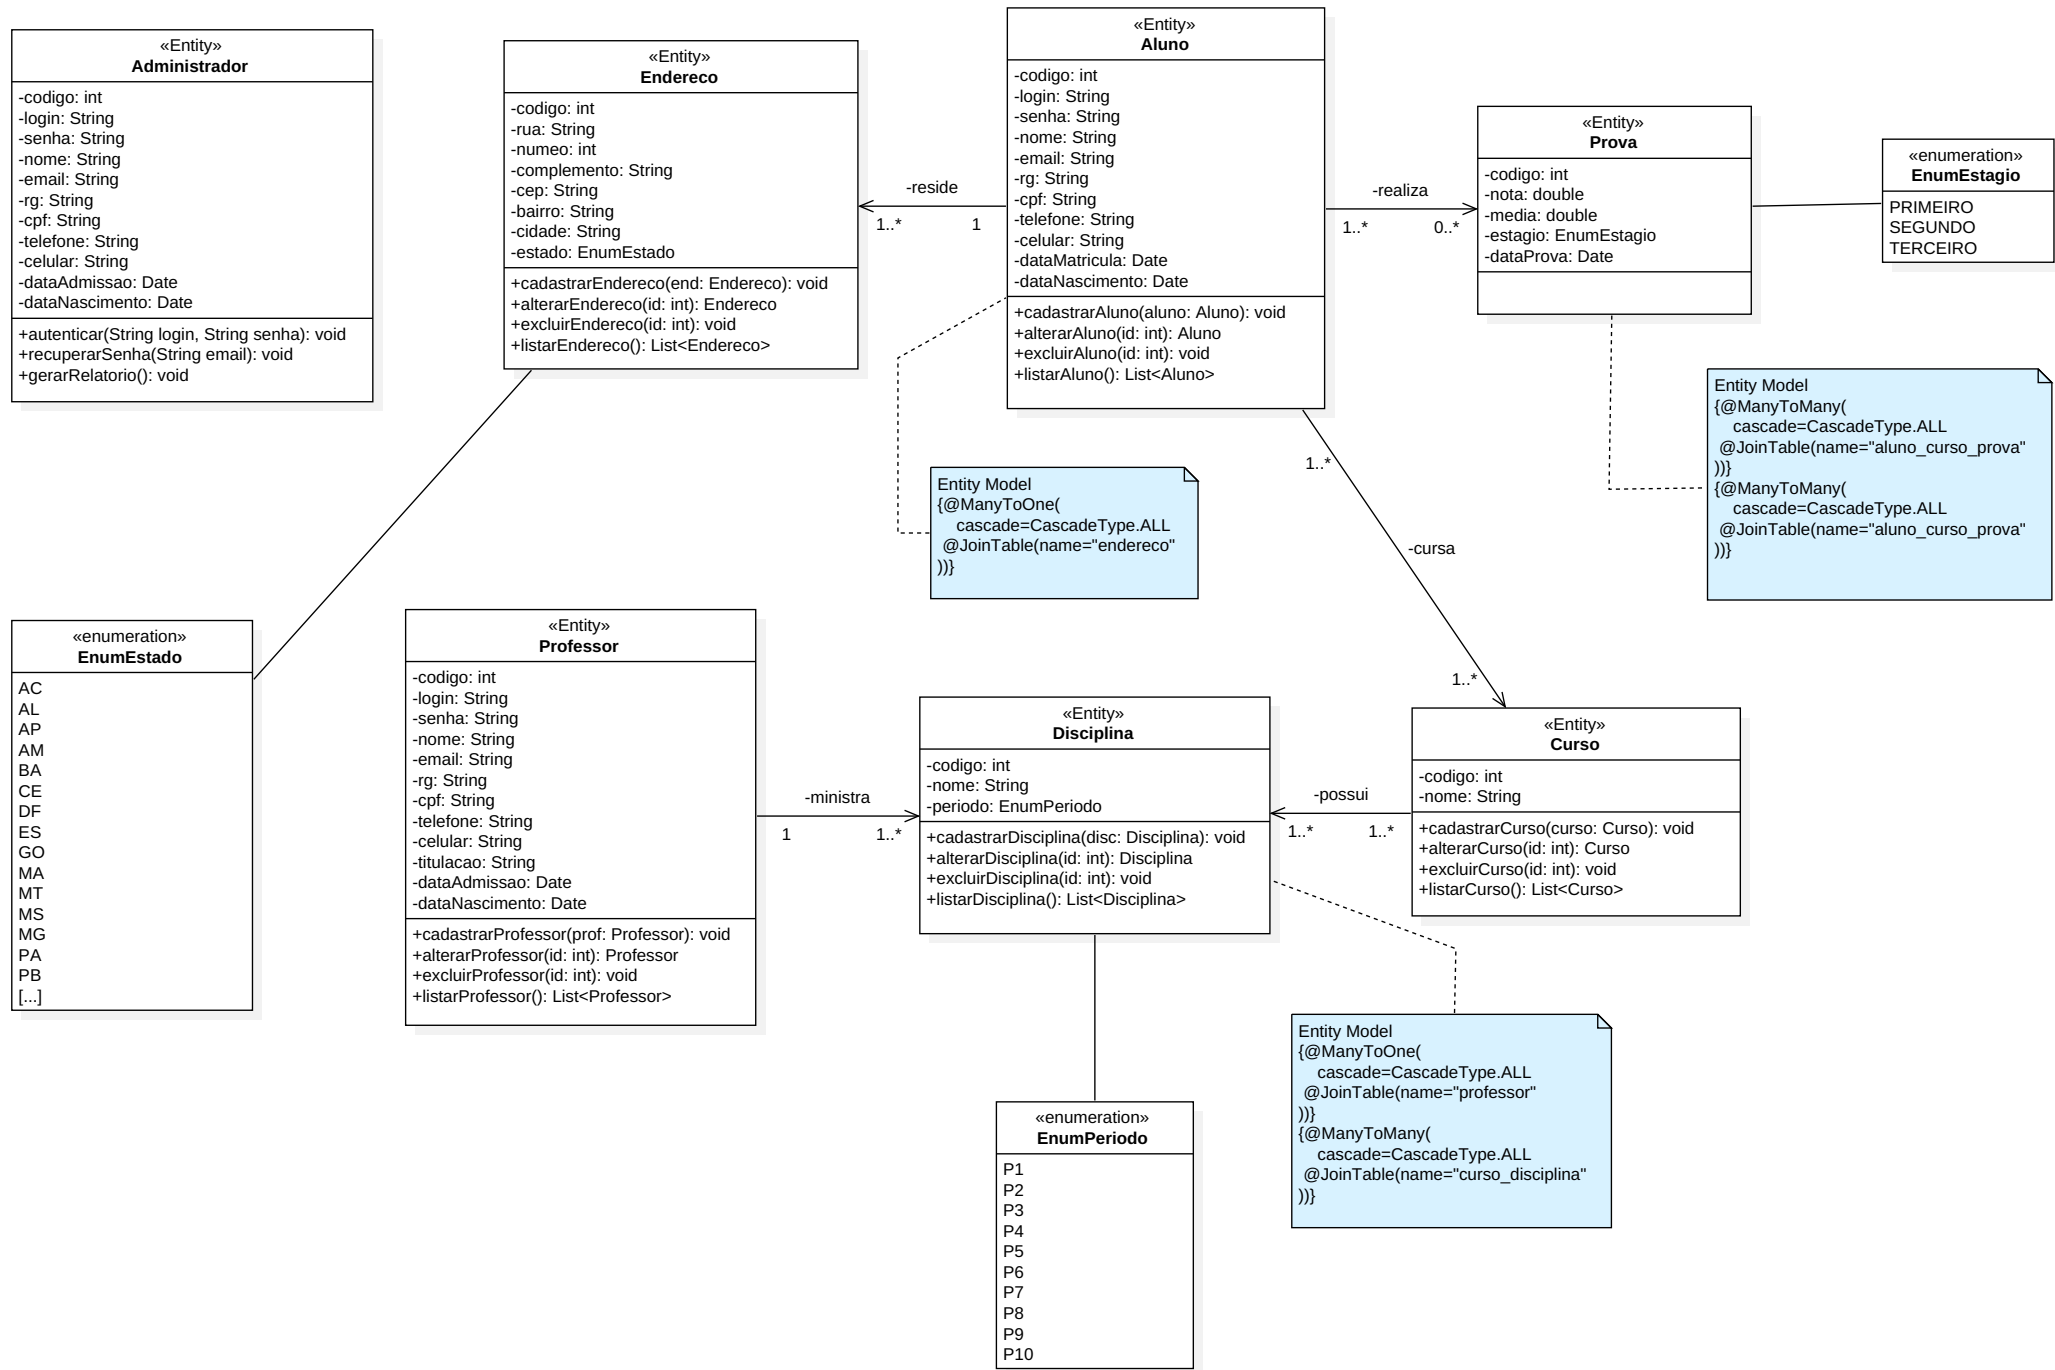 «Entity»
Administrador
-codigo: int
-login: String
-senha: String
-nome: String
-email: String
-rg: String
-cpf: String
-telefone: String
-celular: String
-dataAdmissao: Date
-dataNascimento: Date
+autenticar(String login, String senha): void
+recuperarSenha(String email): void
+gerarRelatorio(): void
«Entity»
Endereco
-codigo: int
-rua: String
-numeo: int
-complemento: String
-cep: String
-bairro: String
-cidade: String
-estado: EnumEstado
+cadastrarEndereco(end: Endereco): void
+alterarEndereco(id: int): Endereco
+excluirEndereco(id: int): void
+listarEndereco(): List<Endereco>
-reside
1..*
1
«Entity»
Aluno
-codigo: int
-login: String
-senha: String
-nome: String
-email: String
-rg: String
-cpf: String
-telefone: String
-celular: String
-dataMatricula: Date
-dataNascimento: Date
+cadastrarAluno(aluno: Aluno): void
+alterarAluno(id: int): Aluno
+excluirAluno(id: int): void
+listarAluno(): List<Aluno>
-realiza
1..*
0..*
«Entity»
Prova
-codigo: int
-nota: double
-media: double
-estagio: EnumEstagio
-dataProva: Date
«enumeration»
EnumEstagio
PRIMEIRO
SEGUNDO
TERCEIRO
Entity Model
{@ManyToMany(
cascade=CascadeType.ALL
@JoinTable(name="aluno_curso_prova"
))}
{@ManyToMany(
cascade=CascadeType.ALL
@JoinTable(name="aluno_curso_prova"
))}
Entity Model
{@ManyToOne(
cascade=CascadeType.ALL
@JoinTable(name="endereco"
))}
1..*
-cursa
1..*
«enumeration»
EnumEstado
AC
AL
AP
AM
BA
CE
DF
ES
GO
MA
MT
MS
MG
PA
PB
[...]
«Entity»
Professor
-codigo: int
-login: String
-senha: String
-nome: String
-email: String
-rg: String
-cpf: String
-telefone: String
-celular: String
-titulacao: String
-dataAdmissao: Date
-dataNascimento: Date
+cadastrarProfessor(prof: Professor): void
+alterarProfessor(id: int): Professor
+excluirProfessor(id: int): void
+listarProfessor(): List<Professor>
-ministra
1
1..*
«Entity»
Disciplina
-codigo: int
-nome: String
-periodo: EnumPeriodo
+cadastrarDisciplina(disc: Disciplina): void
+alterarDisciplina(id: int): Disciplina
+excluirDisciplina(id: int): void
+listarDisciplina(): List<Disciplina>
-possui
1..*
1..*
«Entity»
Curso
-codigo: int
-nome: String
+cadastrarCurso(curso: Curso): void
+alterarCurso(id: int): Curso
+excluirCurso(id: int): void
+listarCurso(): List<Curso>
Entity Model
{@ManyToOne(
cascade=CascadeType.ALL
@JoinTable(name="professor"
))}
{@ManyToMany(
cascade=CascadeType.ALL
@JoinTable(name="curso_disciplina"
))}
«enumeration»
EnumPeriodo
P1
P2
P3
P4
P5
P6
P7
P8
P9
P10